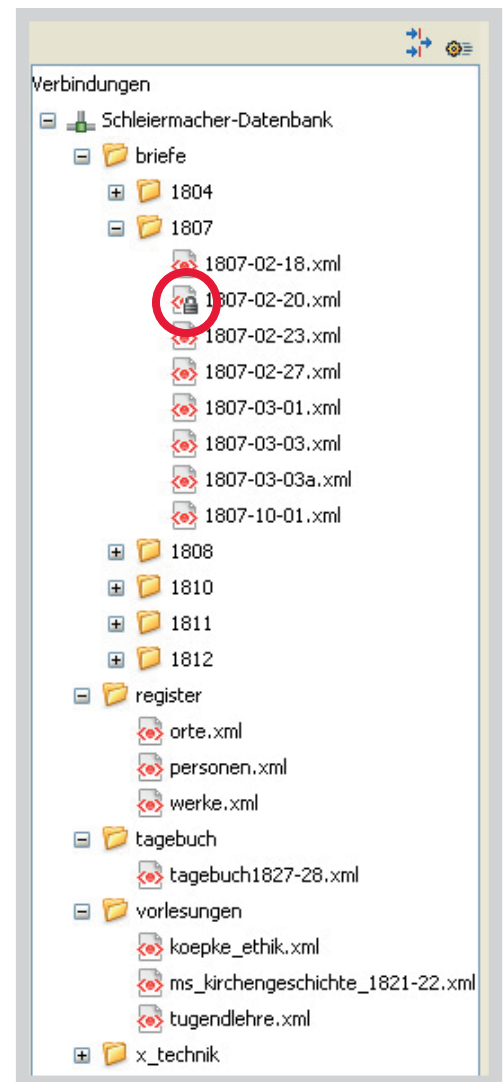 Verbindungen
Schleiermacher-Datenbank
briefe
1804
1807
1807-02-18.xml
1807-02-20.xml
1807-02-23.xml
1807-02-27.xml
1807-03-01.xml
1807-03-03.xml
1807-03-03a.xml
1807-10-01.xml
1808
1810
1811
1812
register
orte.xml
personen.xml
werke.xml
tagebuch
tagebuch1827-28.xml
vorlesungen
koepke_ethik.xml
ms_kirchengeschichte_1821-22.xml
tugendlehre.xml
x_technik